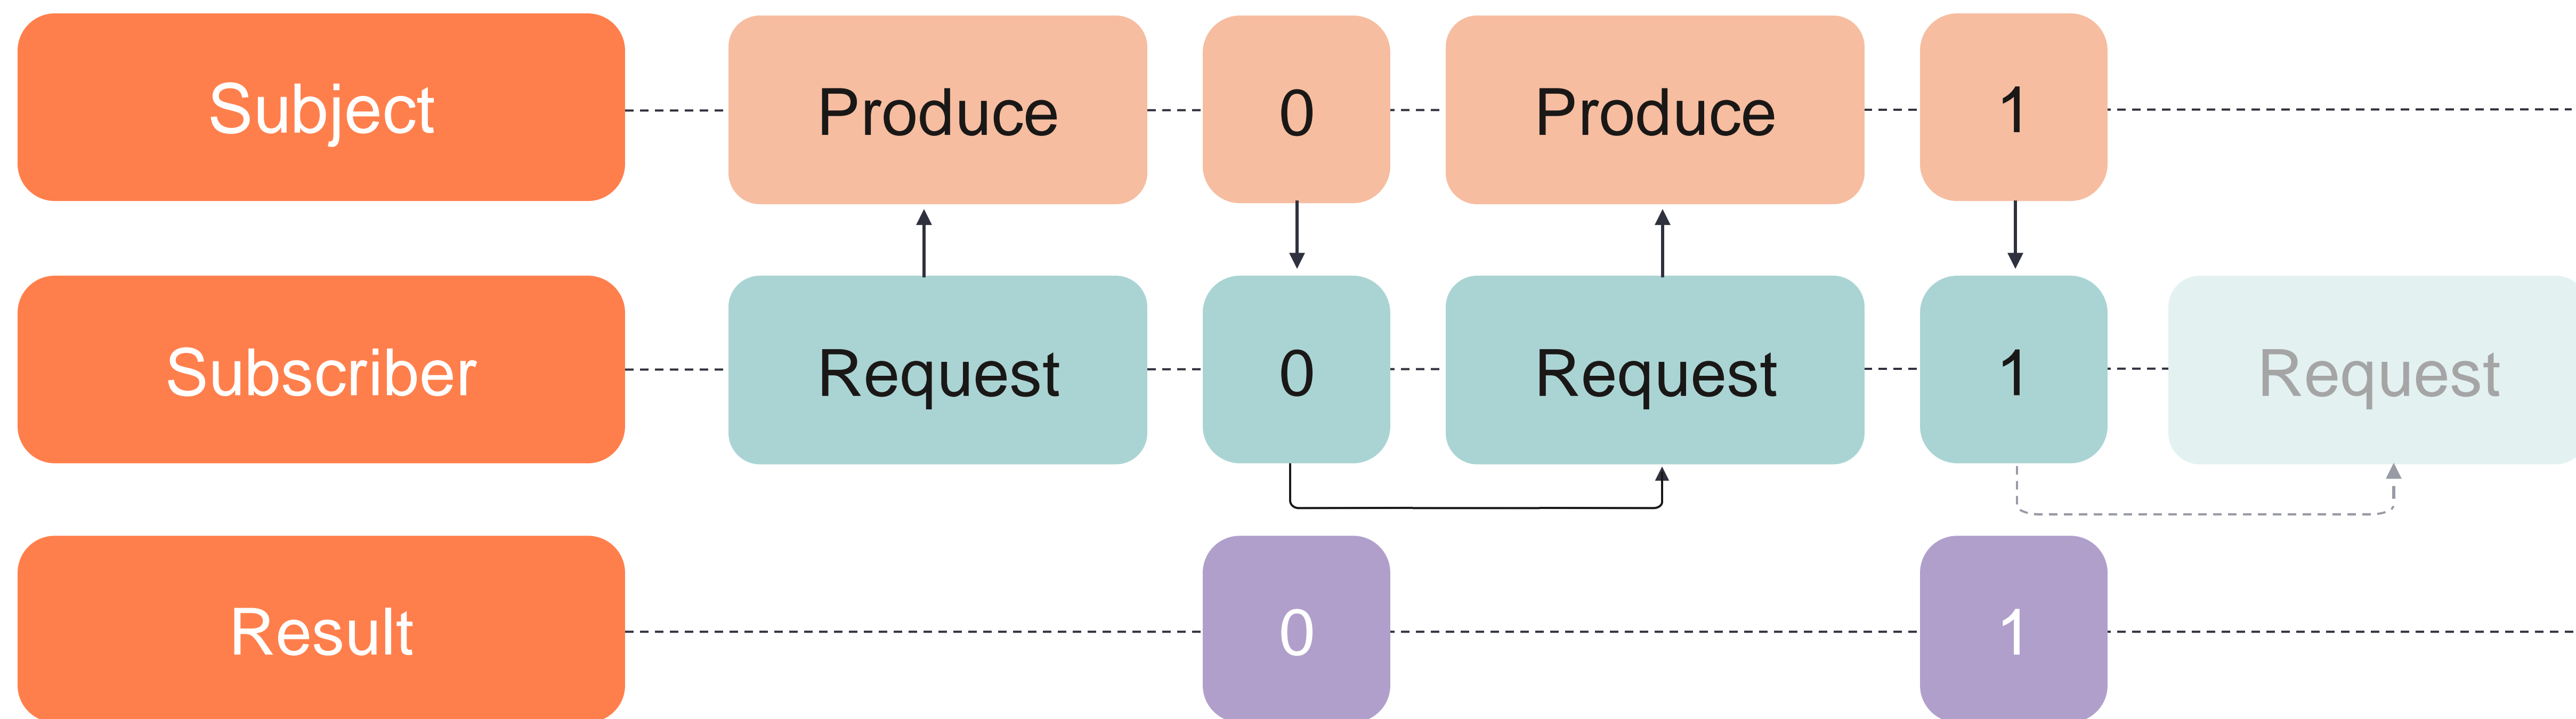 Subject
Produce
0
Produce
1
Subscriber
Request
0
Request
1
Request
Result
0
1